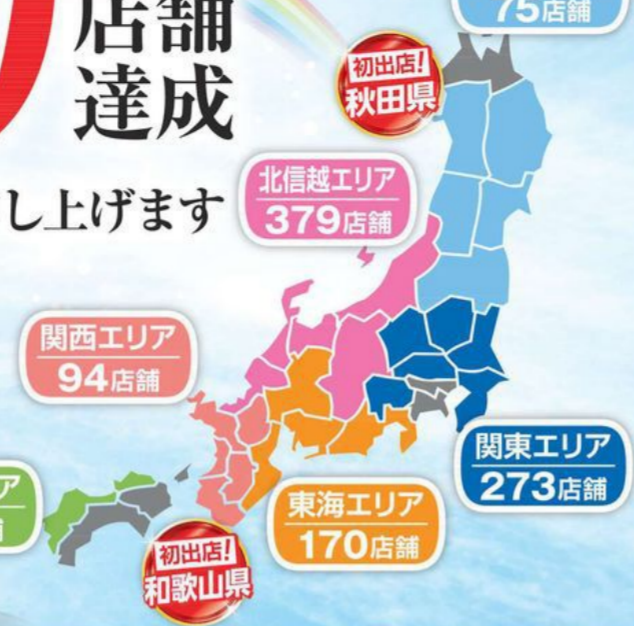 店舗
達成
し上げます
75店舗
初出店!
秋田県
北信越エリア
379店舗
関西エリア
94店舗
関東エリア
273店舗
ア
東海エリア
170店舗
初出店!
和歌山県